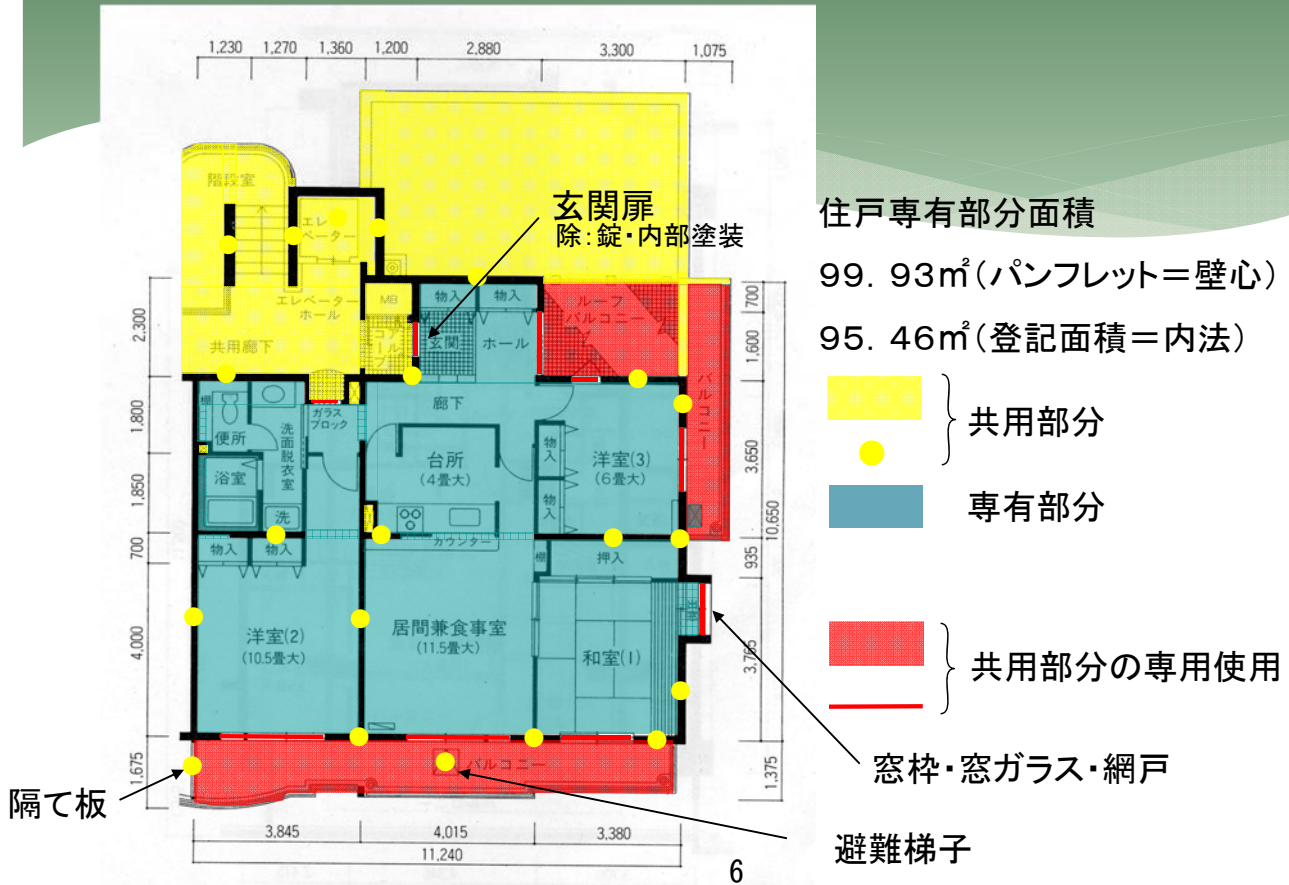 1,230
1,270
1,360
1,200
2,880
3,300
1,075
階段室
エレ
ベーター
玄関扉
除:錠・内部塗装
住戸専有部分面積
99. 93㎡(パンフレット=壁心)
95. 46㎡(登記面積=内法)
共用部分
専有部分
共用部分の専用使用
エレベーター
ホール
MB
物入
物入
ルーフ
バルコニー
700
2,300
共用廊下
玄関
ホール
1,600
バルコニー
棚
便所
洗面脱衣室
ガラス
ブロック
廊下
1,800
台所
(4畳大)
物入
洋室(3)
(6畳大)
3,650
浴室
1,850
物入
洗
10,650
カウンター
700
物入
物入
棚
押入
935
洋室(2)
(10.5畳大)
居間兼食事室
(11.5畳大)
和室(1)
4,000
3,765
バルコニー
1,675
1,375
窓枠・窓ガラス・網戸
隔て板
避難梯子
3,845
4,015
3,380
11,240
6